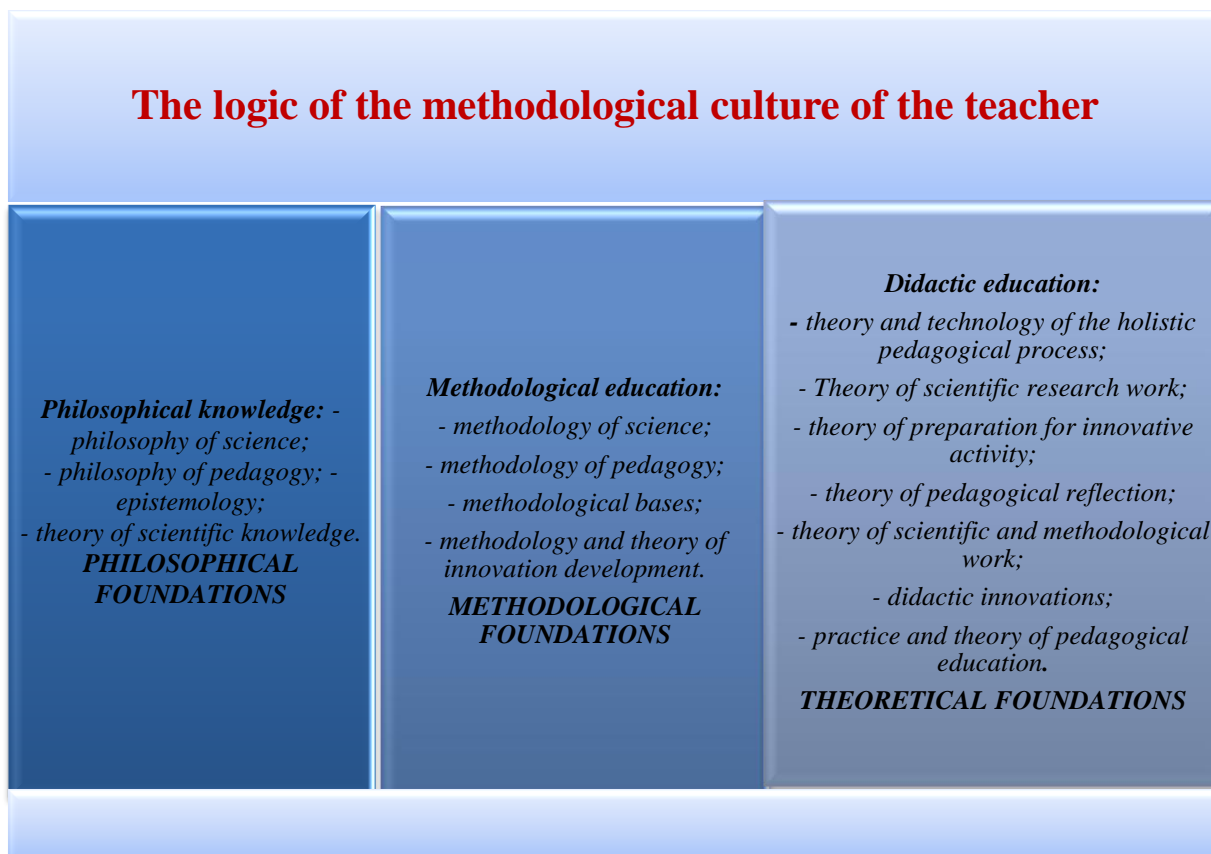 The logic of the methodological culture of the teacher
Philosophical knowledge: -
philosophy of science;
- philosophy of pedagogy; -
epistemology;
- theory of scientific knowledge.
PHILOSOPHICAL
FOUNDATIONS
Methodological education:
- methodology of science;
- methodology of pedagogy;
- methodological bases;
- methodology and theory of
innovation development.
METHODOLOGICAL
FOUNDATIONS
Didactic education:
- theory and technology of the holistic
pedagogical process;
- Theory of scientific research work;
- theory of preparation for innovative
activity;
- theory of pedagogical reflection;
- theory of scientific and methodological
work;
- didactic innovations;
- practice and theory of pedagogical
education.
THEORETICAL FOUNDATIONS